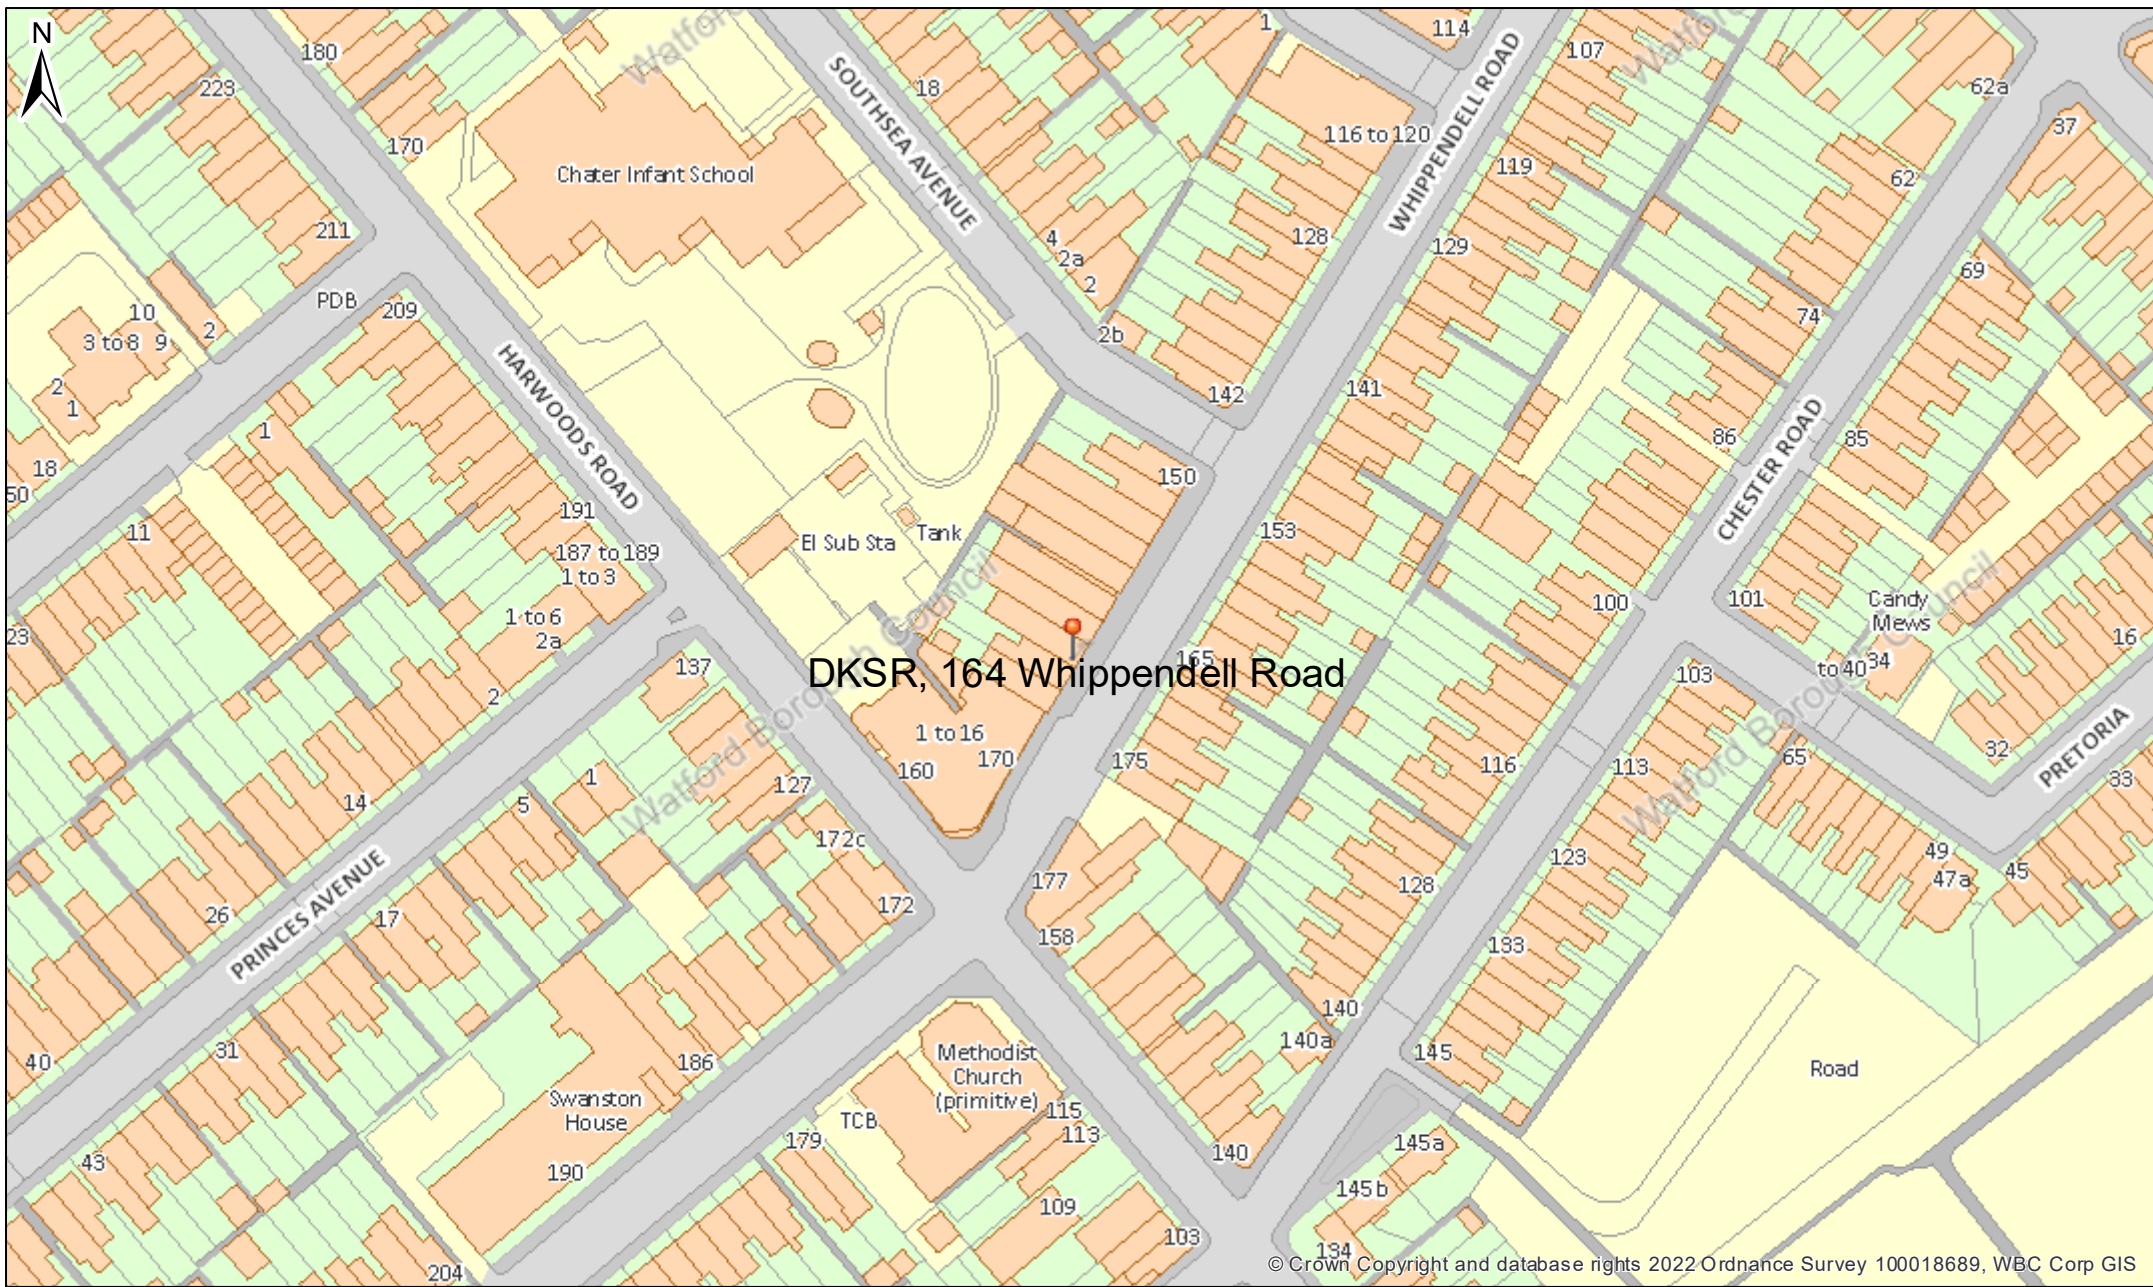 N
180
223
170
Chater Infant School
211
PDB
209
10
3 to 8 9
2
2
1
HARWOODS ROAD
1
18
50
11
191
187 to 189
1 to 3
1 to 6
2a
23
2
137
SOUTHSEA AVENUE
18
1
114
116 to 120
WHIPPENDELL ROAD
107
119
62a
37
62
128
129
4
2a
2
2b
142
141
74
69
86
85
CHESTER ROAD
150
153
El Sub Sta
Tank
100
101
Candy
Mews
16
to 40
34
DKSR, 164 Whippendell Road
165
103
1 to 16
160
170
175
116
113
65
32
PRETORIA
33
14
1
5
127
172c
172
177
158
128
123
49
47a
45
PRINCES AVENUE
26
17
133
140
140a
145
40
31
186
Swanston
House
190
Methodist
Church
(primitive)
115
113
TCB
179
109
103
140
145a
145b
134
Road
43
204
Watford Borough Council
Watford Borough Council
© Crown Copyright and database rights 2022 Ordnance Survey 100018689, WBC Corp GIS